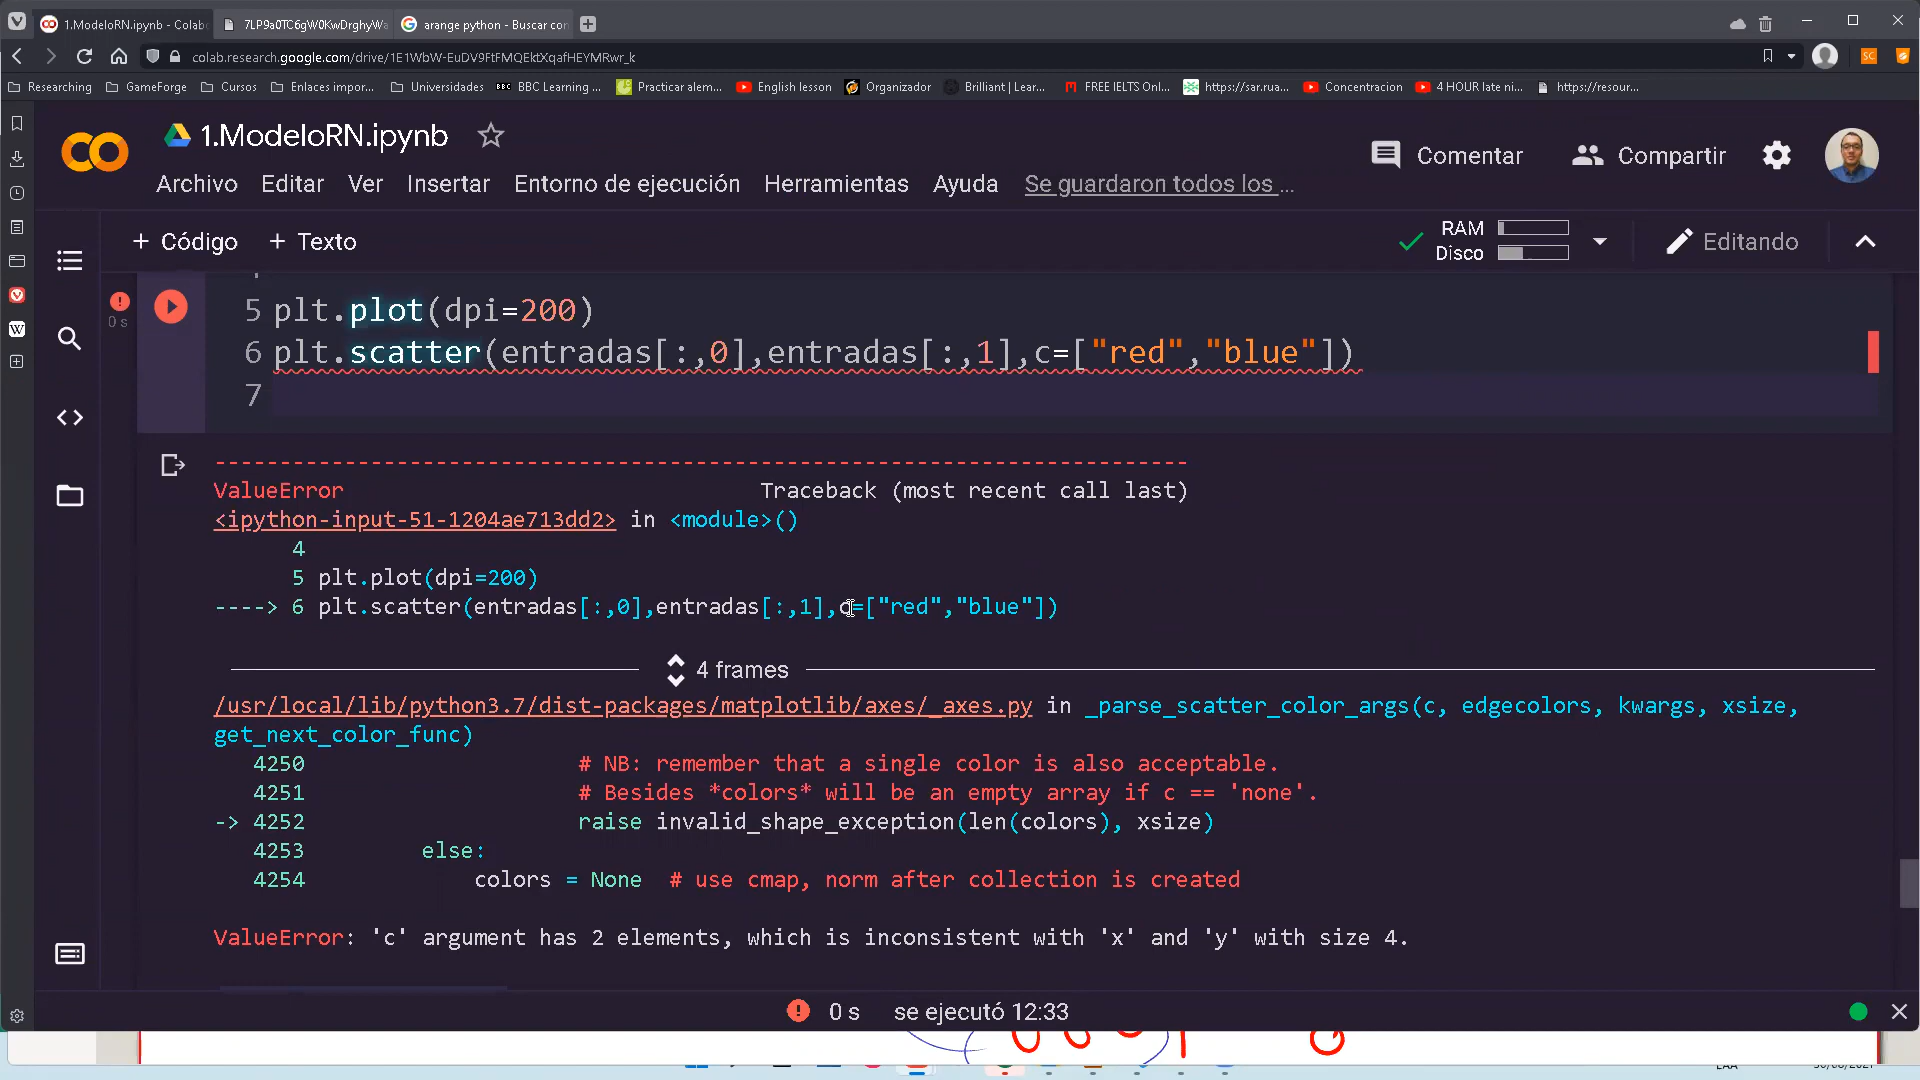 1.ModeloRN.ipynb - Colab
7LP9a0TC6gW0KwDrghyWa
arange python - Buscar con
colab.research.google.com/drive/1E1WbW-EuDV9FtFMQEktXqafHEYMRwr_k
SC
Researching
GameForge
Cursos
Enlaces impor...
Universidades
BBC BBC Learning ...
Practicar alem...
English lesson
Organizador
Brilliant | Lear...
FREE IELTS Onl...
https://sar.rua...
Concentracion
4 HOUR late ni...
https://resour...
1.ModeloRN.ipynb
Comentar
Compartir
Archivo Editar Ver Insertar Entorno de ejecución Herramientas Ayuda Se guardaron todos los ...
+ Código + Texto
RAM
Disco
Editando
0 s
5 plt.plot(dpi=200)
6 plt.scatter(entradas[:,0],entradas[:,1],c=["red","blue"])
7
---------------------------------------------------------------------------
ValueError Traceback (most recent call last)
<ipython-input-51-1204ae713dd2> in <module>()
4
5 plt.plot(dpi=200)
----> 6 plt.scatter(entradas[:,0],entradas[:,1],c=["red","blue"])
4 frames
/usr/local/lib/python3.7/dist-packages/matplotlib/axes/_axes.py in _parse_scatter_color_args(c, edgecolors, kwargs, xsize,
get_next_color_func)
4250 # NB: remember that a single color is also acceptable.
4251 # Besides *colors* will be an empty array if c == 'none'.
-> 4252 raise invalid_shape_exception(len(colors), xsize)
4253 else:
4254 colors = None # use cmap, norm after collection is created
ValueError: 'c' argument has 2 elements, which is inconsistent with 'x' and 'y' with size 4.
0 s se ejecutó 12:33